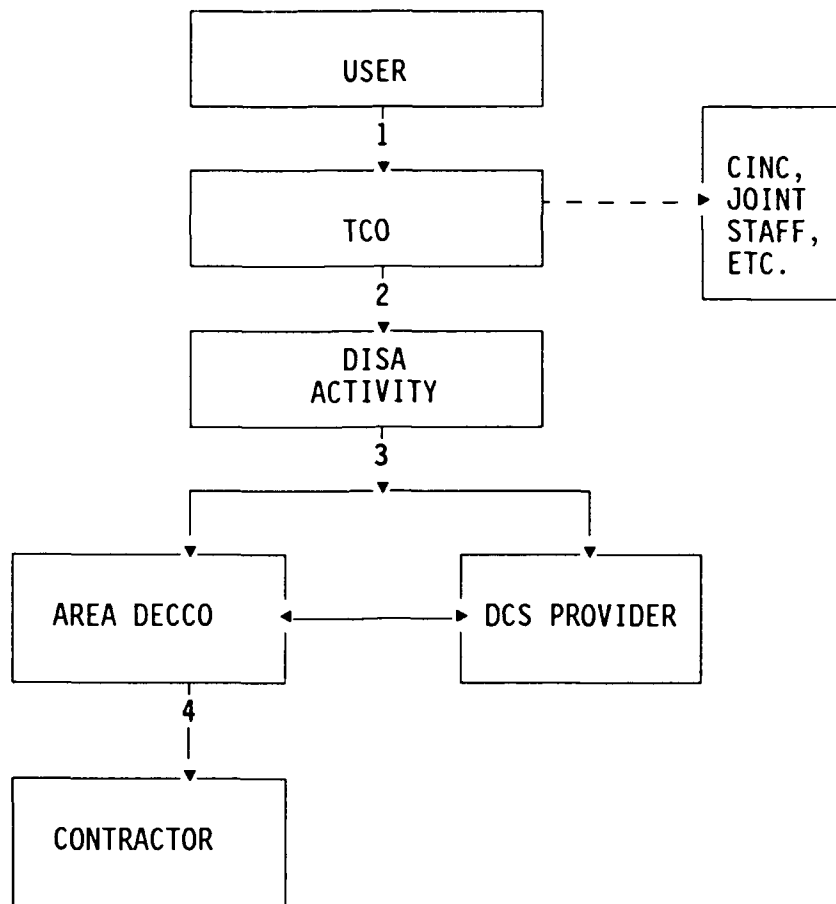 USER
1
TCO
CINC,
JOINT
STAFF,
ETC.
2
DISA
ACTIVITY
3
AREA DECCO
DCS PROVIDER
4
CONTRACTOR